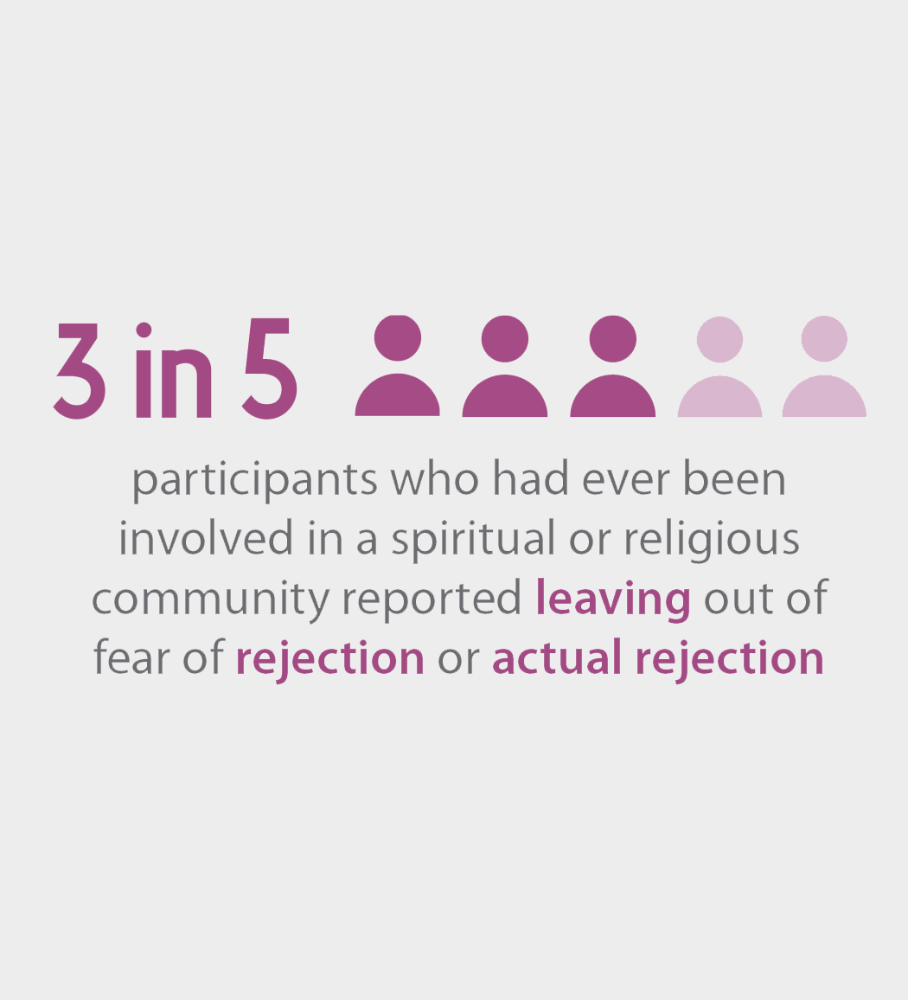 3 in 5
participants who had ever been
involved in a spiritual or religious
community reported leaving out of
fear of rejection or actual rejection